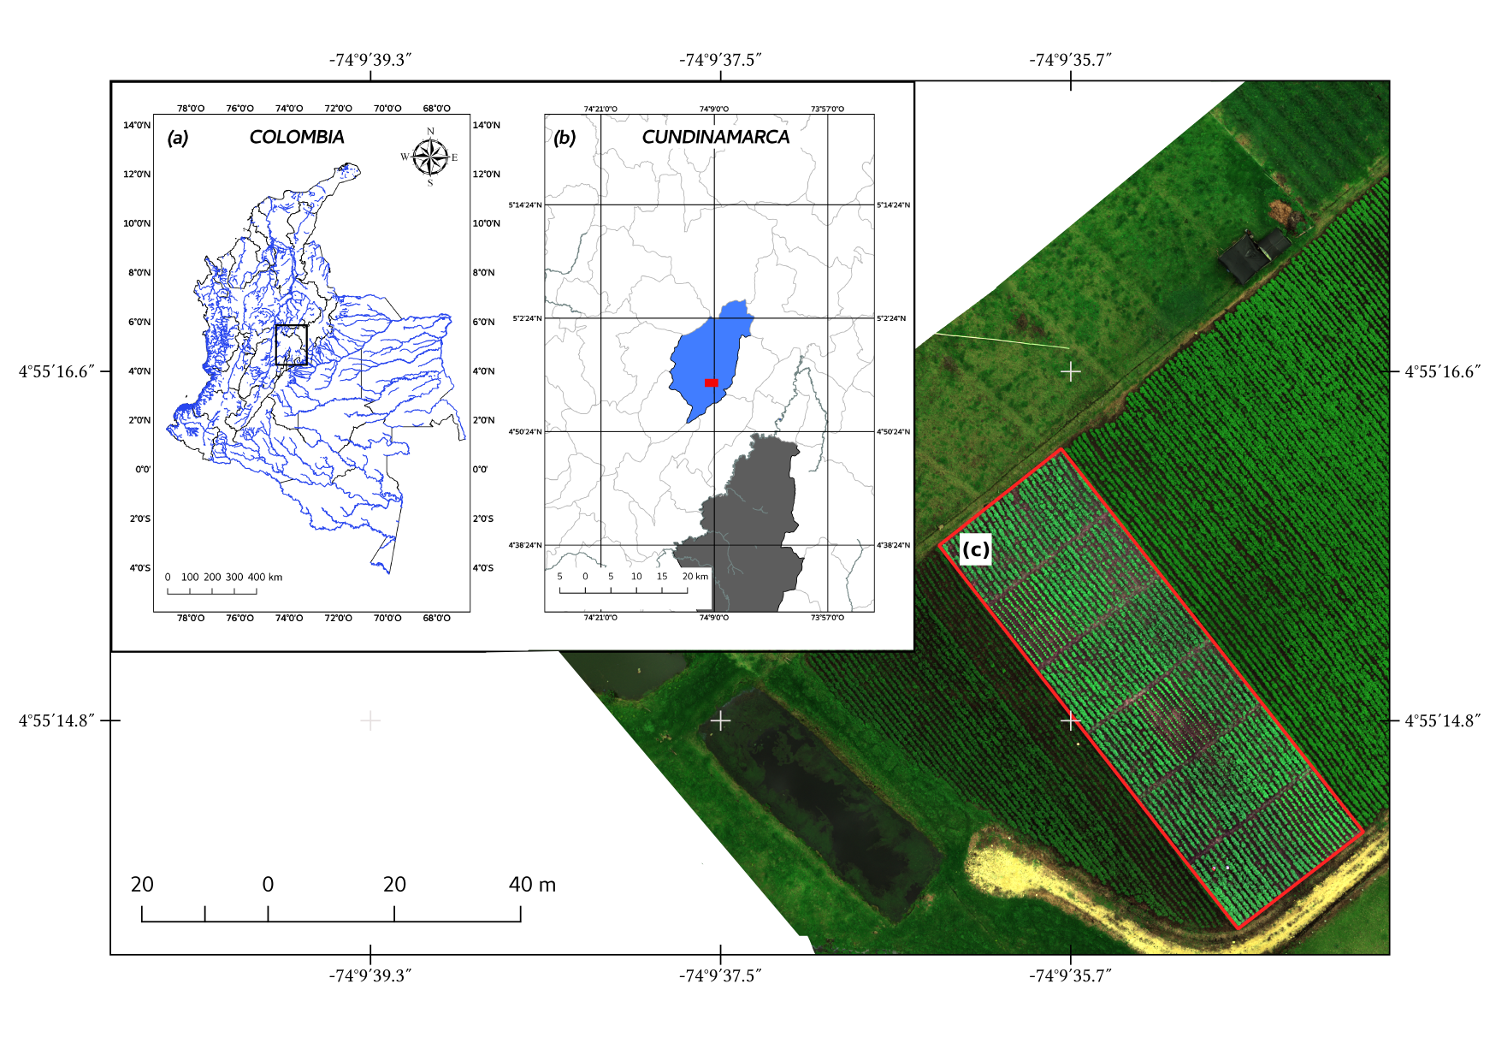 -74°9′39.3″ -74°9′37.5″ -74°9′35.7″
78°0'O 76°0'O 74°0'O 72°0'O 70°0'O 68°0'O
74°21'0"O 74°9'0"O 73°57'0"O
(a) COLOMBIA
N
W E
S
14°0'N 14°0'N
12°0'N 12°0'N
10°0'N 10°0'N
8°0'N 8°0'N
6°0'N 6°0'N
4°0'N 4°0'N
2°0'N 2°0'N
0°0' 0°0'
2°0'S 2°0'S
4°0'S 4°0'S
0 100 200 300 400 km
78°0'O 76°0'O 74°0'O 72°0'O 70°0'O 68°0'O
(b) CUNDINAMARCA
5°14'24"N 5°14'24"N
5°2'24"N 5°2'24"N
4°50'24"N 4°50'24"N
4°38'24"N 4°38'24"N
5 0 5 10 15 20 km
74°21'0"O 74°9'0"O 73°57'0"O
4°55′16.6″ 4°55′16.6″
(c)
4°55′14.8″ 4°55′14.8″
20 0 20 40 m
-74°9′39.3″ -74°9′37.5″ -74°9′35.7″